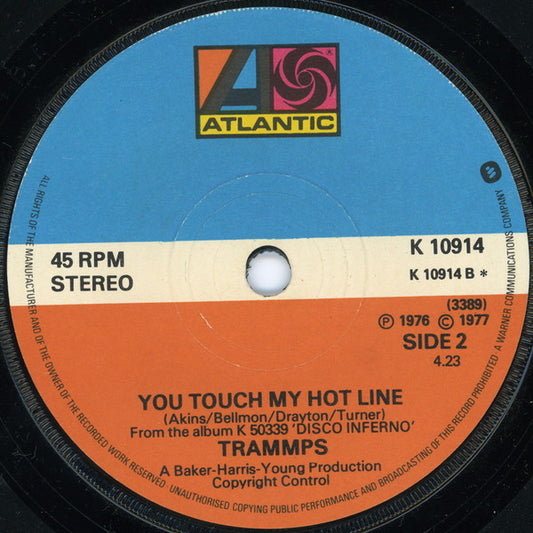 ATLANTIC
45 RPM
STEREO
K 10914
K 10914 B *
(3389)
℗ 1976 © 1977
SIDE 2
4.23
YOU TOUCH MY HOT LINE
(Akins/Bellmon/Drayton/Turner)
From the album K 50339 'DISCO INFERNO'
TRAMMPS
A Baker-Harris-Young Production
Copyright Control
ALL RIGHTS OF THE MANUFACTURER AND OF THE OWNER OF THE RECORDED WORK RESERVED · UNAUTHORISED COPYING PUBLIC PERFORMANCE AND BROADCASTING OF THIS RECORD PROHIBITED · A WARNER COMMUNICATIONS COMPANY